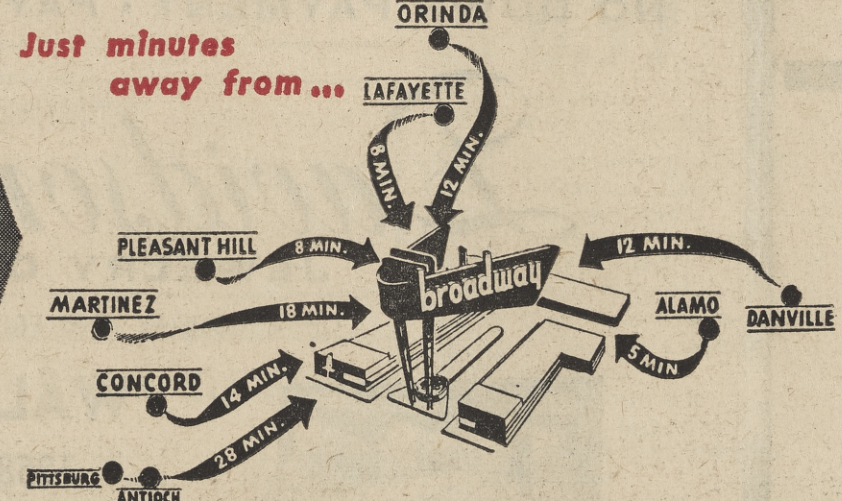 Just minutes
away from...
ORINDA
LAFAYETTE
8 MIN.
12 MIN.
PLEASANT HILL
8 MIN.
12 MIN.
broadway
MARTINEZ
18 MIN.
ALAMO
DANVILLE
5 MIN
CONCORD
14 MIN.
28 MIN.
PITTSBURG
ANTIOCH